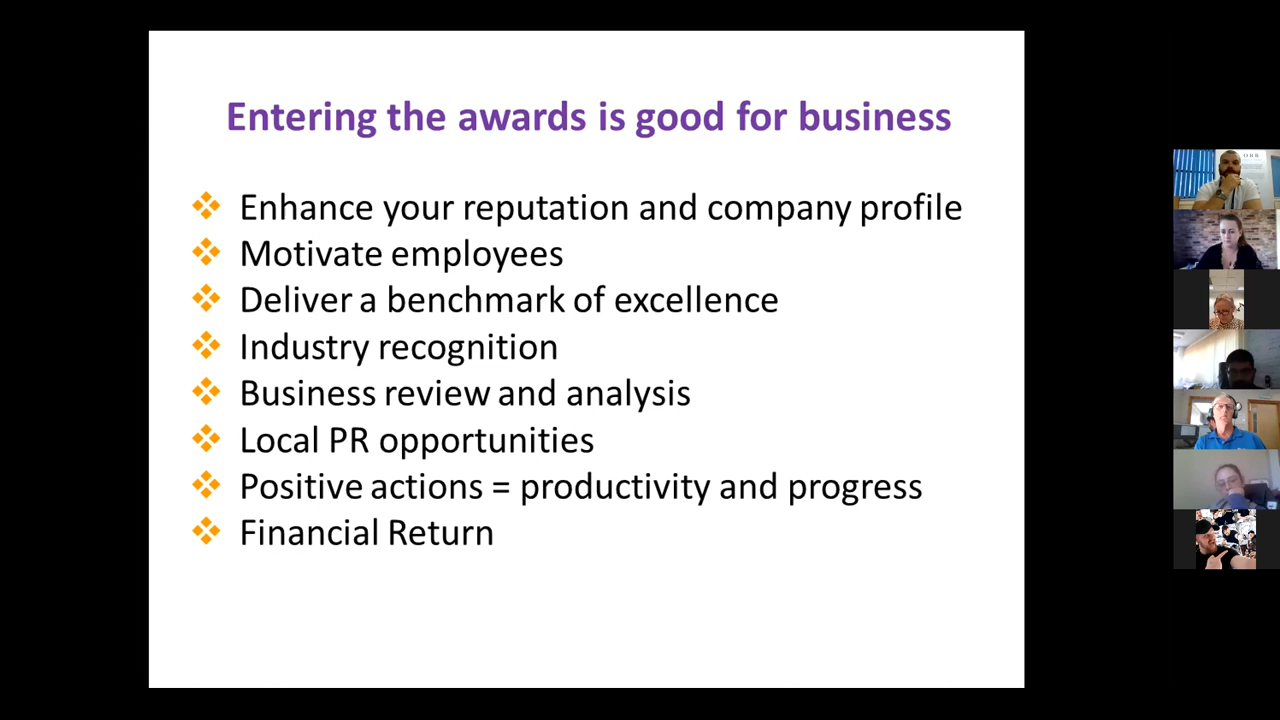 Entering the awards is good for business
Enhance your reputation and company profile
Motivate employees
Deliver a benchmark of excellence
Industry recognition
Business review and analysis
Local PR opportunities
Positive actions = productivity and progress
Financial Return